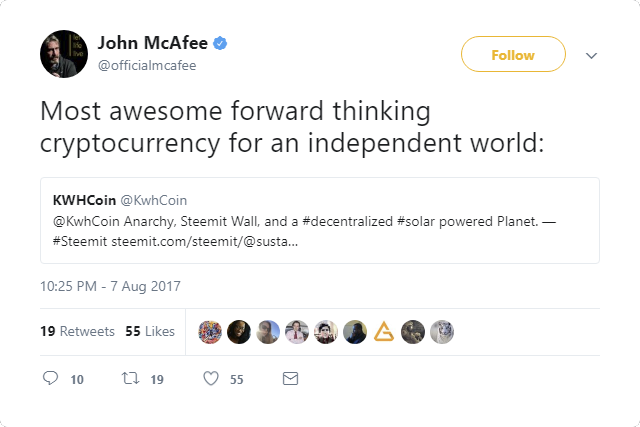 John McAfee
@officialmcafee
Follow
Most awesome forward thinking
cryptocurrency for an independent world:
KWHCoin @KwhCoin
@KwhCoin Anarchy, Steemit Wall, and a #decentralized #solar powered Planet. —
#Steemit steemit.com/steemit/@susta...
10:25 PM - 7 Aug 2017
19 Retweets 55 Likes
10 19 55